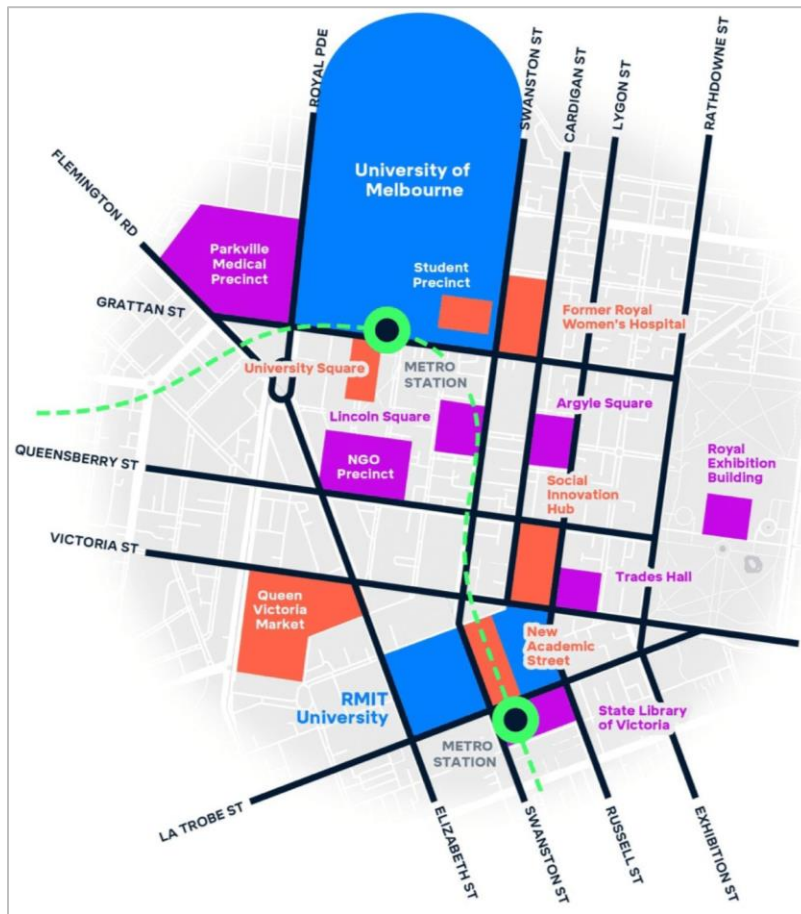 ROYAL PDE
SWANSTON ST
CARDIGAN ST
LYGON ST
RATHDOWNE ST
FLEMINGTON RD
University of
Melbourne
Parkville
Medical
Precinct
Student
Precinct
GRATTAN ST
Former Royal
Women's Hospital
University Square
METRO
STATION
Lincoln Square
Argyle Square
NGO
Precinct
Royal
Exhibition
Building
QUEENSBERRY ST
Social
Innovation
Hub
VICTORIA ST
Trades Hall
Queen
Victoria
Market
New
Academic
Street
RMIT
University
State Library
of Victoria
METRO
STATION
LA TROBE ST
ELIZABETH ST
SWANSTON ST
RUSSELL ST
EXHIBITION ST